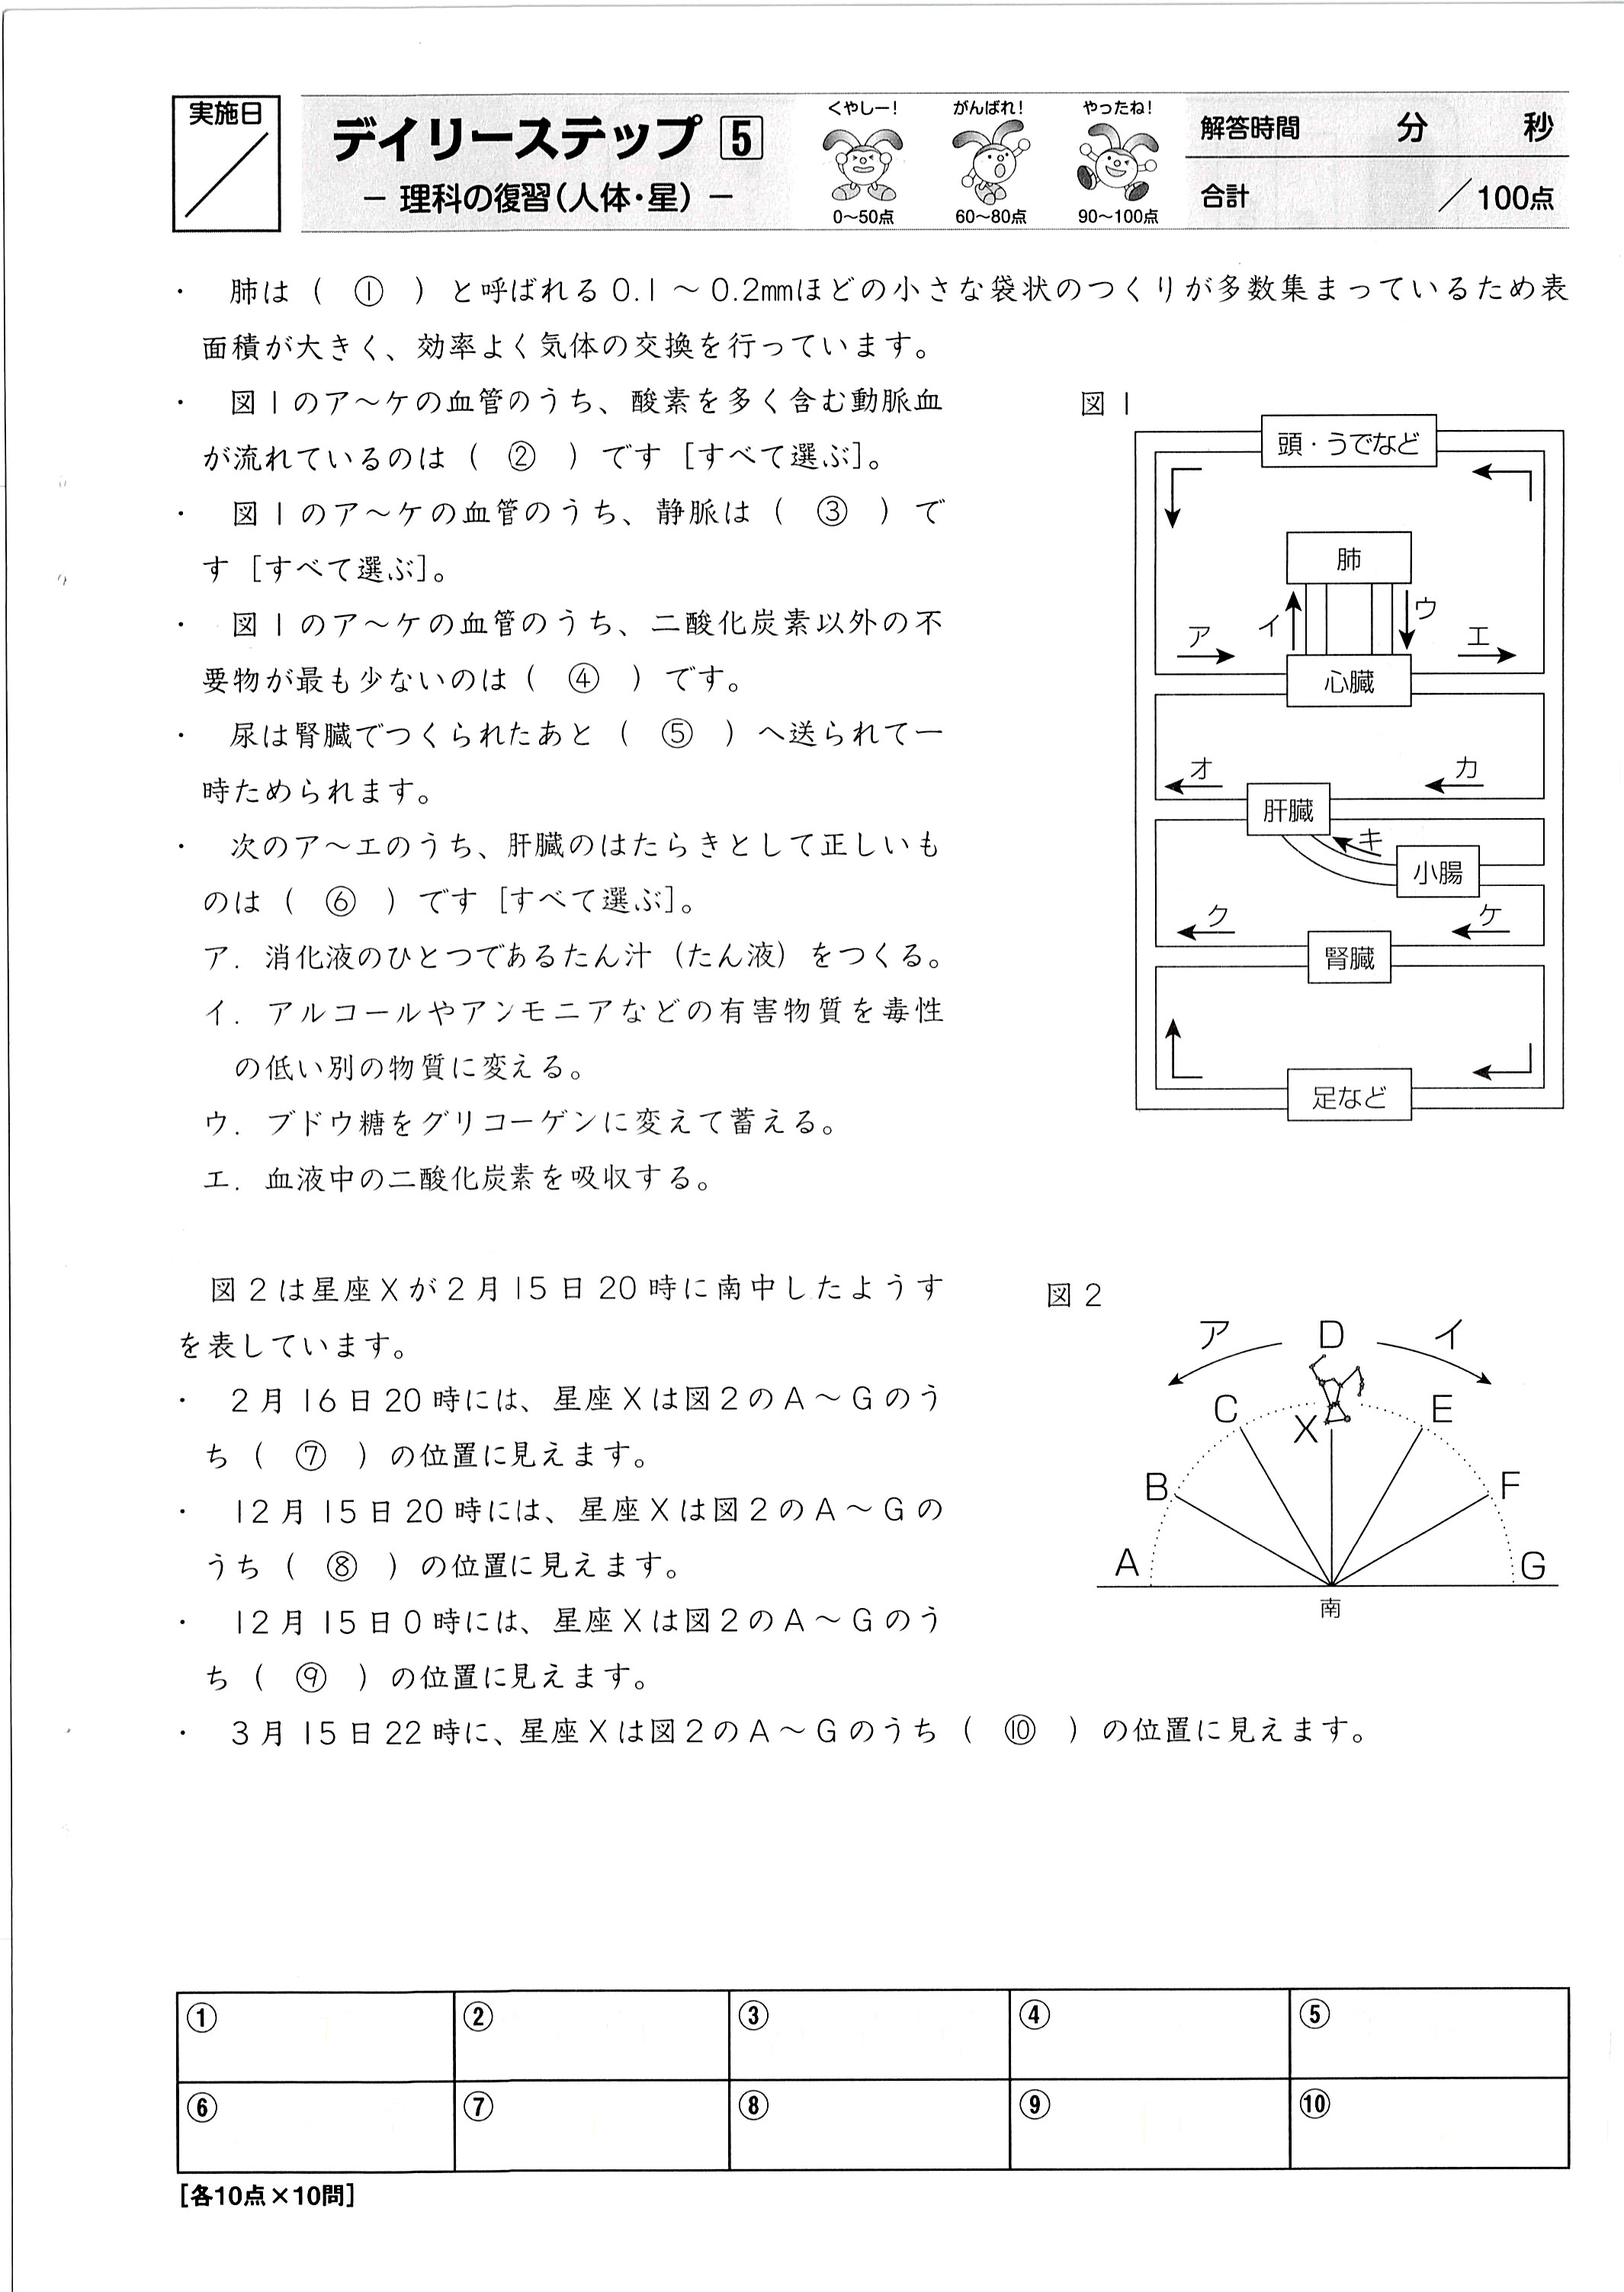 実施日
デイリーステップ 5
－ 理科の復習(人体・星) －
くやしー!
0～50点
がんばれ!
60～80点
やったね!
90～100点
解答時間 分 秒
合計 ／100点
・ 肺は（ ① ）と呼ばれる0.1～0.2mmほどの小さな袋状のつくりが多数集まっているため表
面積が大きく、効率よく気体の交換を行っています。
・ 図1のア～ケの血管のうち、酸素を多く含む動脈血
が流れているのは（ ② ）です［すべて選ぶ］。
・ 図1のア～ケの血管のうち、静脈は（ ③ ）で
す［すべて選ぶ］。
・ 図1のア～ケの血管のうち、二酸化炭素以外の不
要物が最も少ないのは（ ④ ）です。
・ 尿は腎臓でつくられたあと（ ⑤ ）へ送られて一
時ためられます。
・ 次のア～エのうち、肝臓のはたらきとして正しいも
のは（ ⑥ ）です［すべて選ぶ］。
ア．消化液のひとつであるたん汁（たん液）をつくる。
イ．アルコールやアンモニアなどの有害物質を毒性
の低い別の物質に変える。
ウ．ブドウ糖をグリコーゲンに変えて蓄える。
エ．血液中の二酸化炭素を吸収する。
図1
頭・うでなど
肺
ア
イ
ウ
エ
心臓
オ
カ
肝臓
キ
小腸
ク
ケ
腎臓
足など
図2は星座Xが2月15日20時に南中したようす
を表しています。
・ 2月16日20時には、星座Xは図2のA～Gのう
ち（ ⑦ ）の位置に見えます。
・ 12月15日20時には、星座Xは図2のA～Gの
うち（ ⑧ ）の位置に見えます。
・ 12月15日0時には、星座Xは図2のA～Gのう
ち（ ⑨ ）の位置に見えます。
・ 3月15日22時に、星座Xは図2のA～Gのうち（ ⑩ ）の位置に見えます。
図2
ア D イ
C X E
B F
A G
南
① ② ③ ④ ⑤
⑥ ⑦ ⑧ ⑨ ⑩
［各10点×10問］